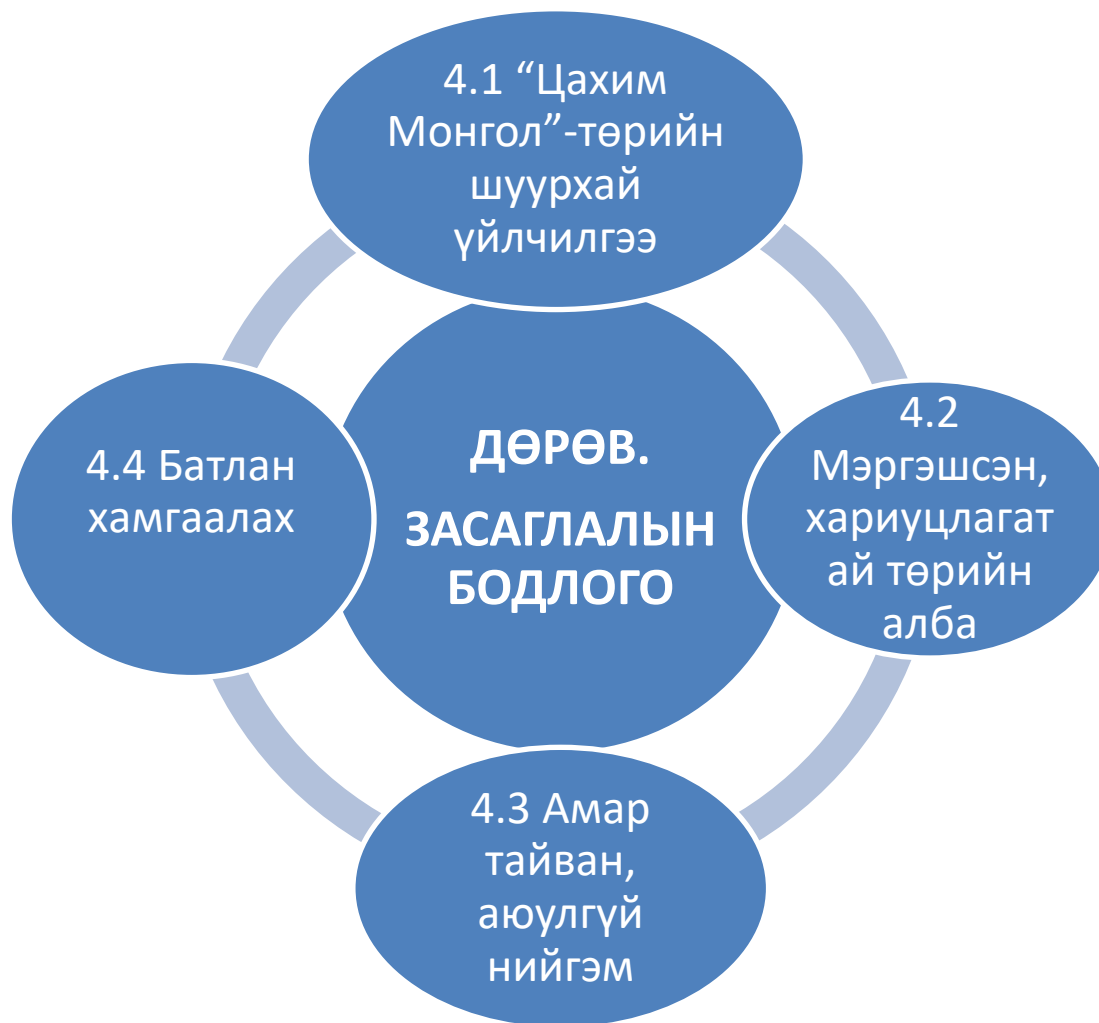 4.1 “Цахим
Монгол”-төрийн
шуурхай
үйлчилгээ
ДӨРӨВ.
ЗАСАГЛАЛЫН
БОДЛОГО
4.2
Мэргэшсэн,
хариуцлагат
ай төрийн
алба
4.3 Амар
тайван,
аюулгүй
нийгэм
4.4 Батлан
хамгаалах